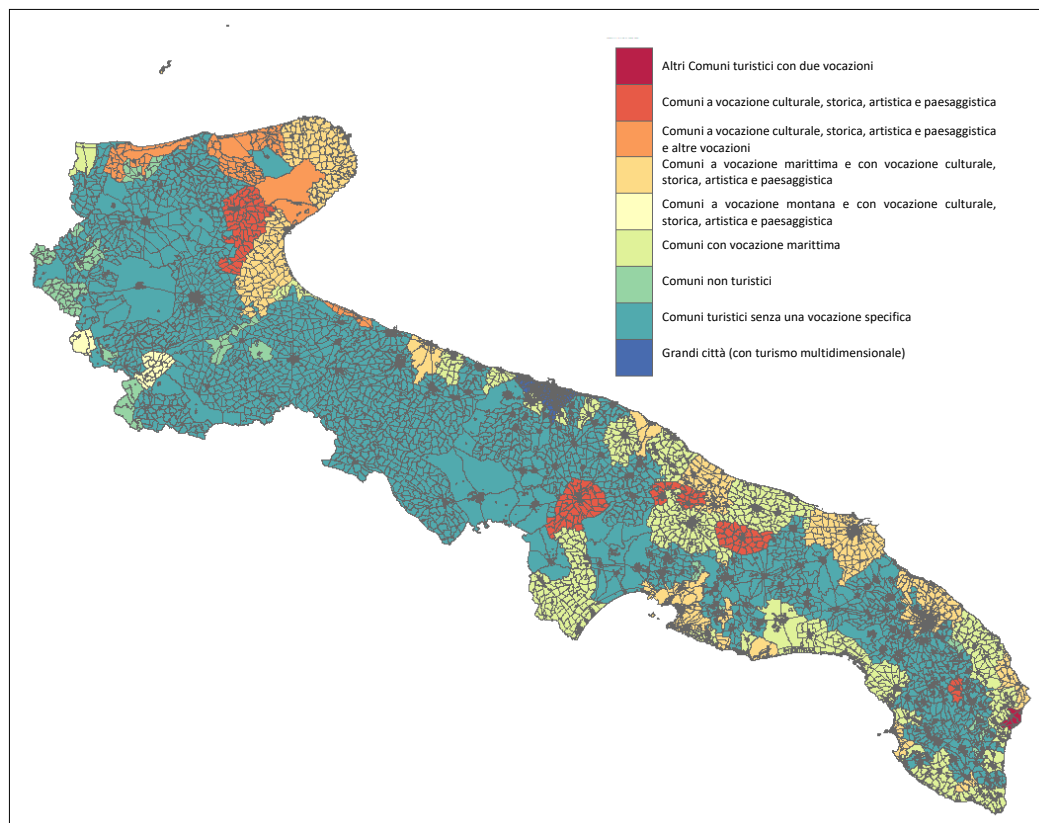 Altri Comuni turistici con due vocazioni
Comuni a vocazione culturale, storica, artistica e paesaggistica
Comuni a vocazione culturale, storica, artistica e paesaggistica
e altre vocazioni
Comuni a vocazione marittima e con vocazione culturale,
storica, artistica e paesaggistica
Comuni a vocazione montana e con vocazione culturale,
storica, artistica e paesaggistica
Comuni con vocazione marittima
Comuni non turistici
Comuni turistici senza una vocazione specifica
Grandi città (con turismo multidimensionale)